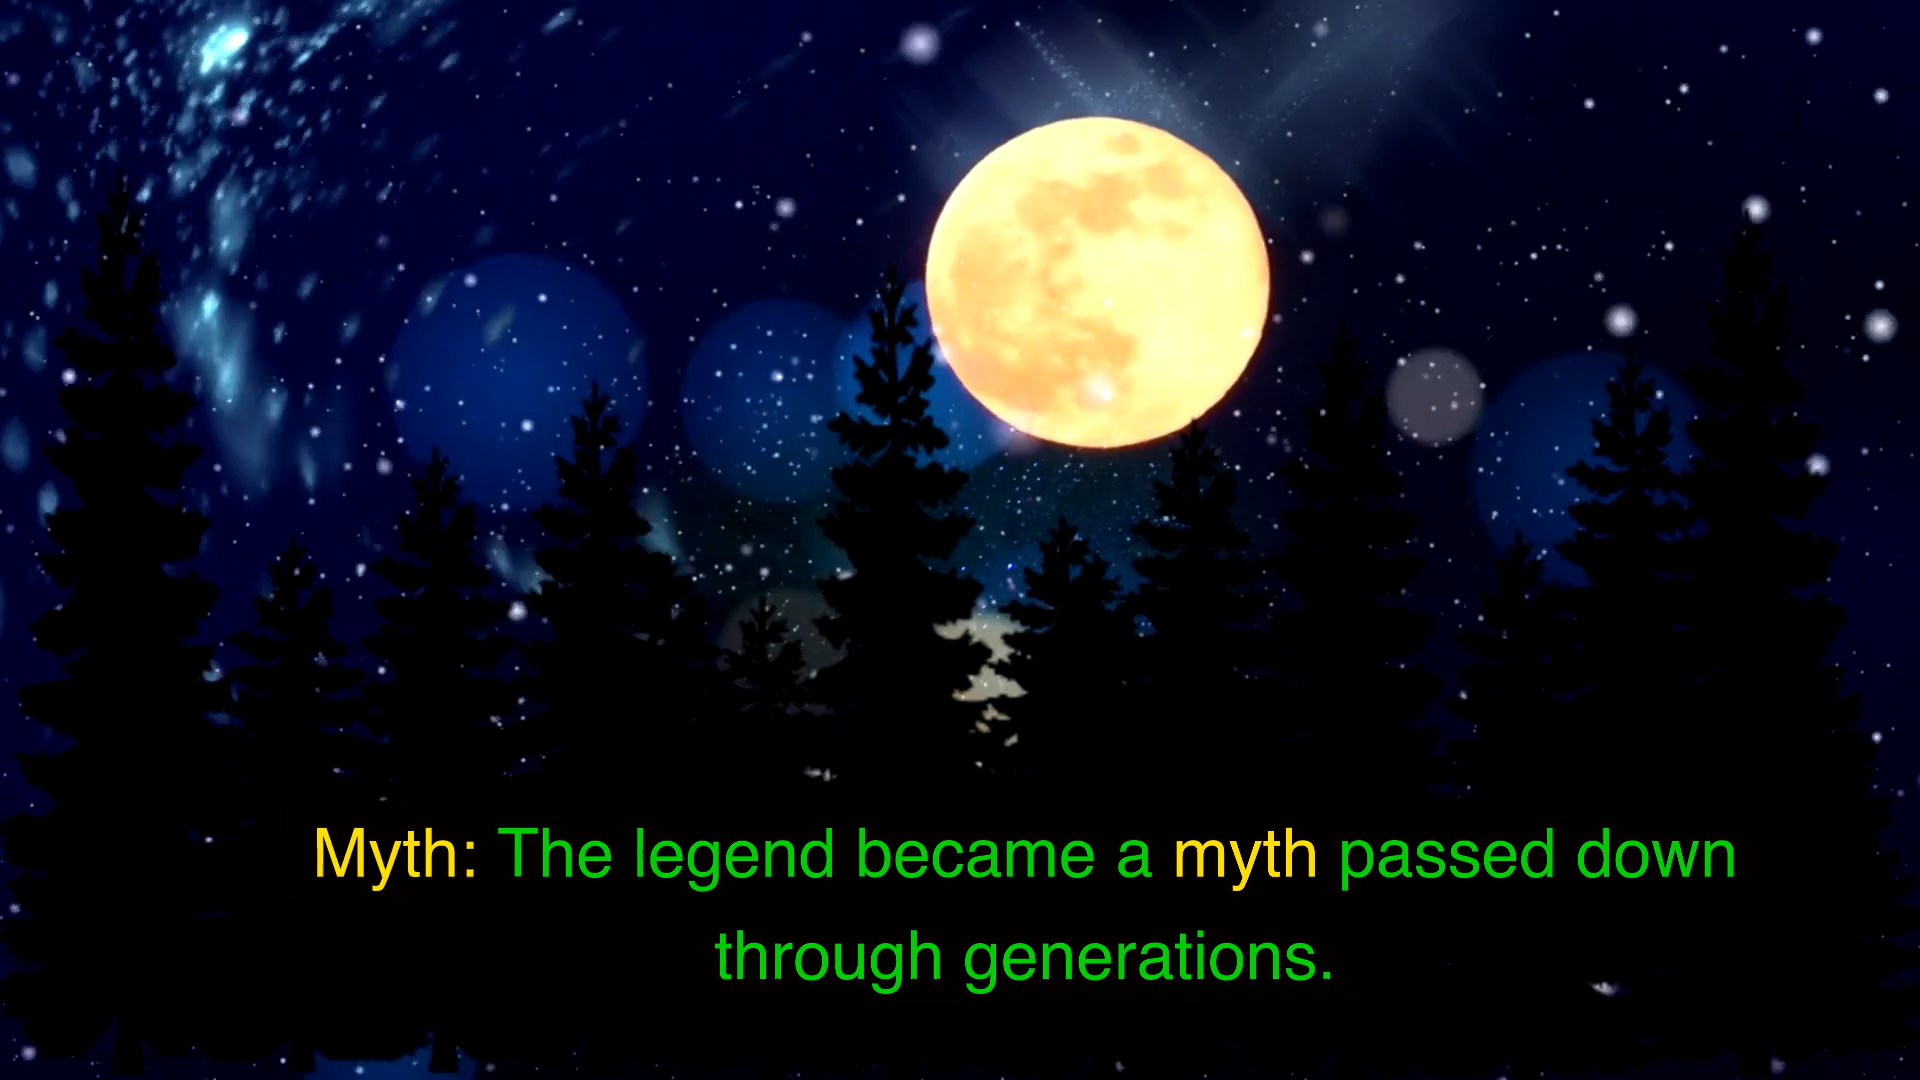 Myth: The legend became a myth passed down
through generations.